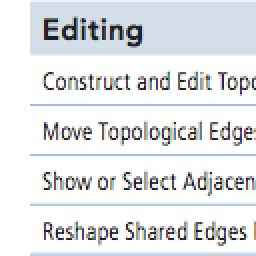 Editing
Construct and Edit Topo
Move Topological Edges
Show or Select Adjacen
Reshape Shared Edges